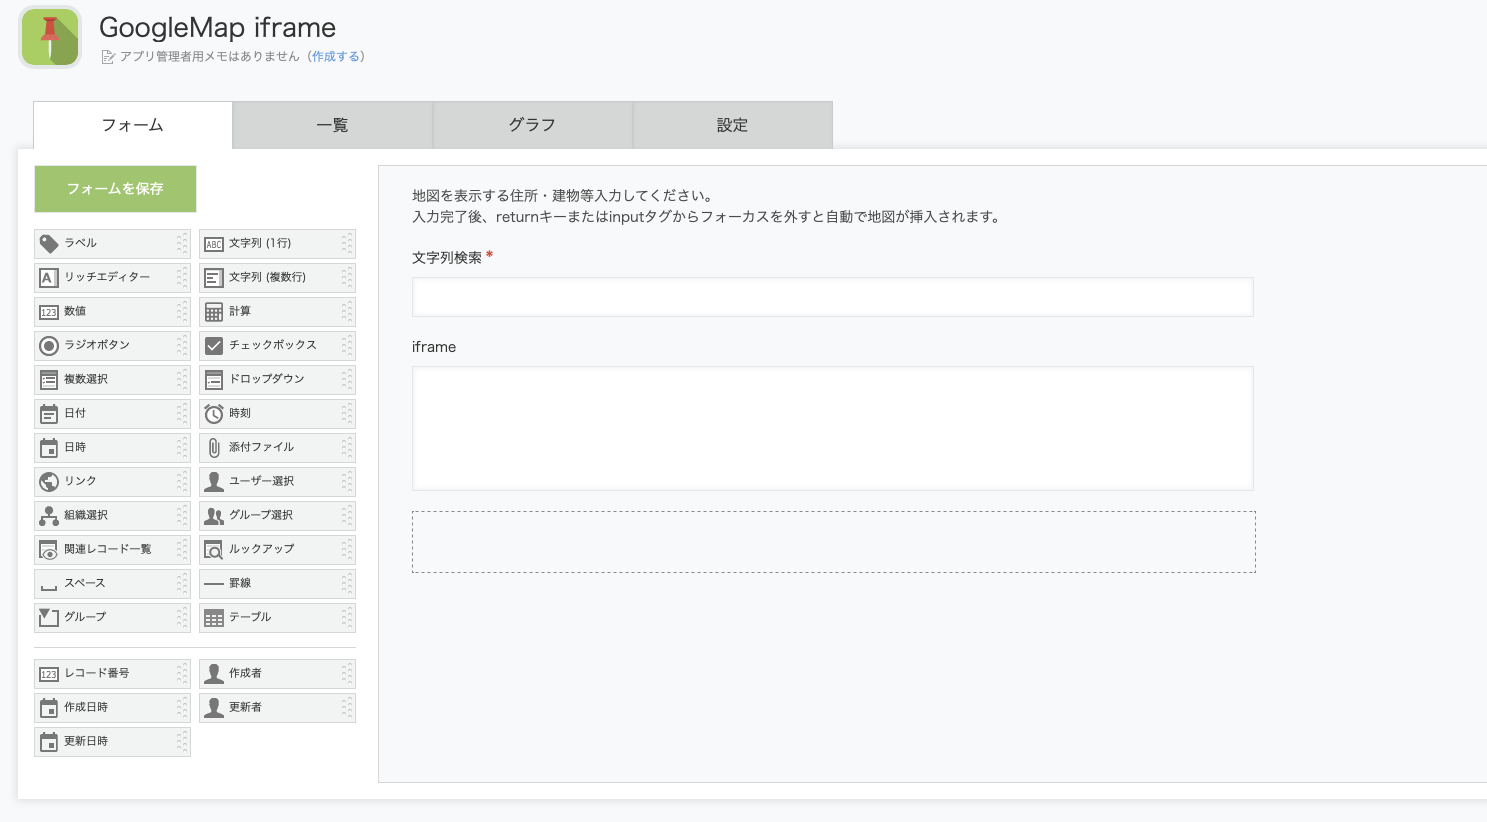 GoogleMap iframe
アプリ管理者用メモはありません（作成する）
フォーム
一覧
グラフ
設定
フォームを保存
ラベル
文字列 (1行)
リッチエディター
文字列 (複数行)
数値
計算
ラジオボタン
チェックボックス
複数選択
ドロップダウン
日付
時刻
日時
添付ファイル
リンク
ユーザー選択
組織選択
グループ選択
関連レコード一覧
ルックアップ
スペース
罫線
グループ
テーブル
レコード番号
作成者
作成日時
更新者
更新日時
地図を表示する住所・建物等入力してください。
入力完了後、returnキーまたはinputタグからフォーカスを外すと自動で地図が挿入されます。
文字列検索 *
iframe